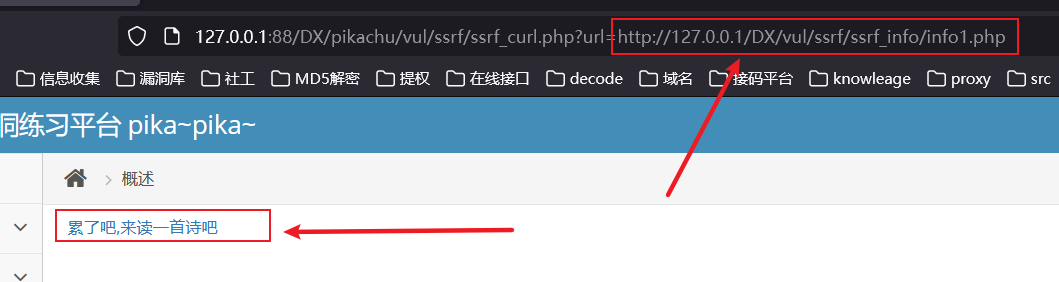 127.0.0.1:88/DX/pikachu/vul/ssrf/ssrf_curl.php?url=http://127.0.0.1/DX/vul/ssrf/ssrf_info/info1.php
信息收集 漏洞库 社工 MD5解密 提权 在线接口 decode 域名 接码平台 knowleage proxy src
洞练习平台 pika~pika~
概述
累了吧,来读一首诗吧